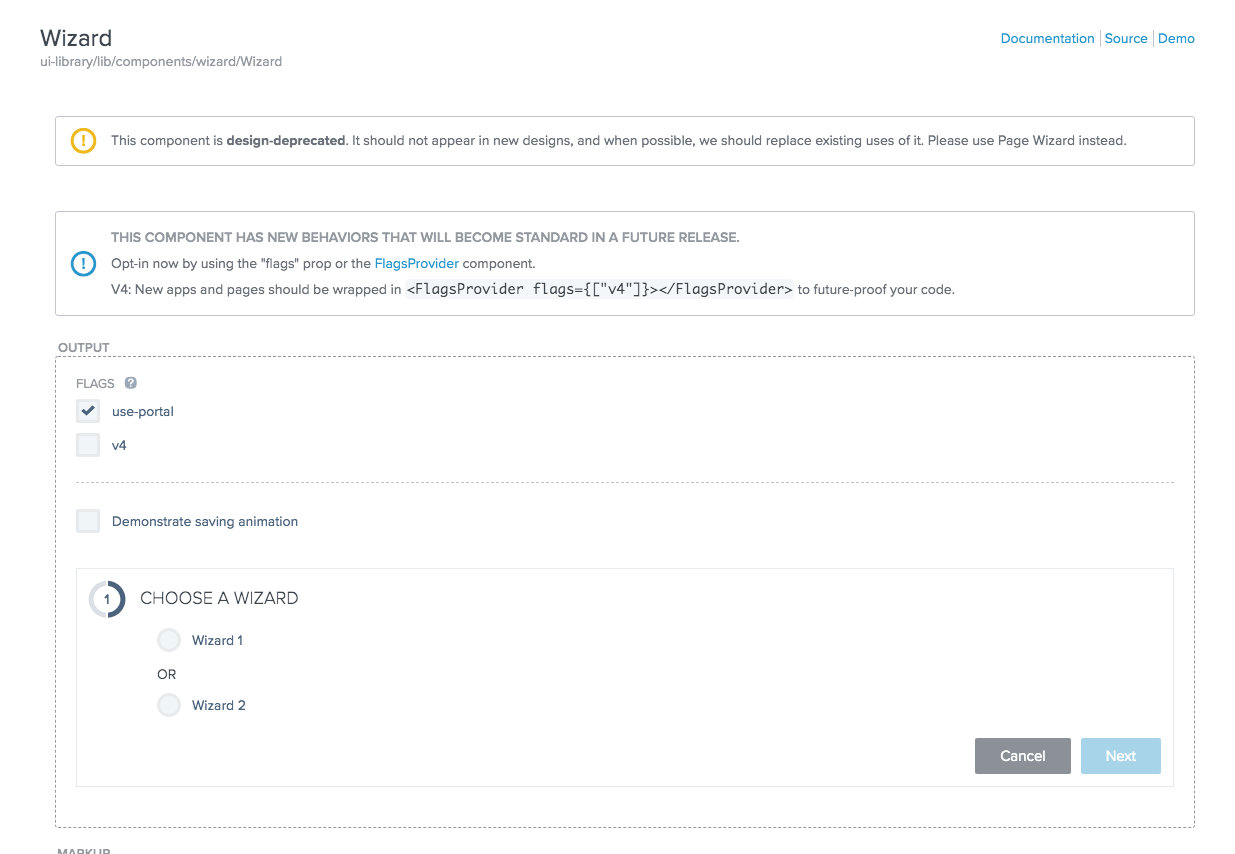 Wizard
Documentation Source Demo
ui-library/lib/components/wizard/Wizard
This component is design-deprecated. It should not appear in new designs, and when possible, we should replace existing uses of it. Please use Page Wizard instead.
THIS COMPONENT HAS NEW BEHAVIORS THAT WILL BECOME STANDARD IN A FUTURE RELEASE.
Opt-in now by using the "flags" prop or the FlagsProvider component.
V4: New apps and pages should be wrapped in <FlagsProvider flags={["v4"]}></FlagsProvider> to future-proof your code.
OUTPUT
FLAGS ?
use-portal
v4
Demonstrate saving animation
1 CHOOSE A WIZARD
Wizard 1
OR
Wizard 2
Cancel Next
MARKUP